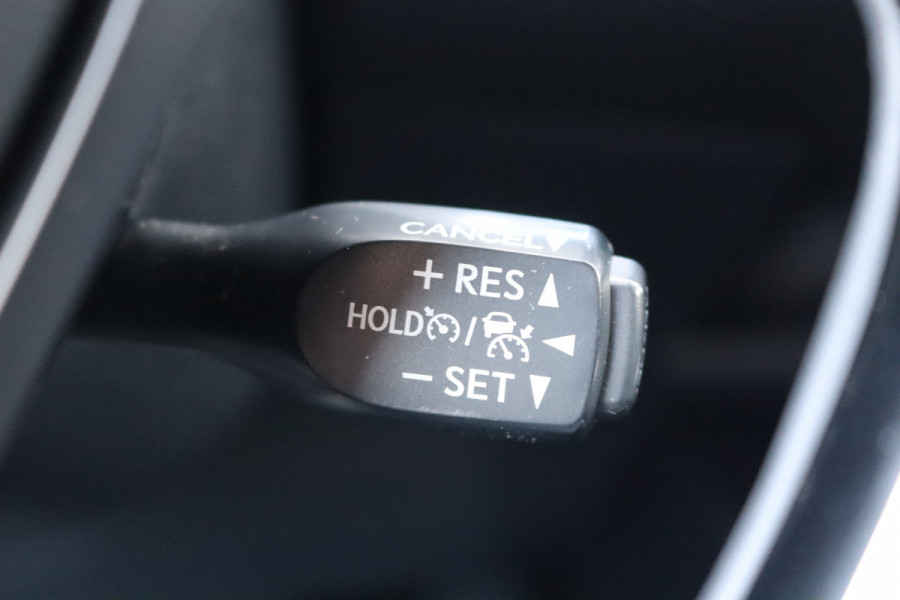 CANCEL
+ RES
HOLD /
− SET